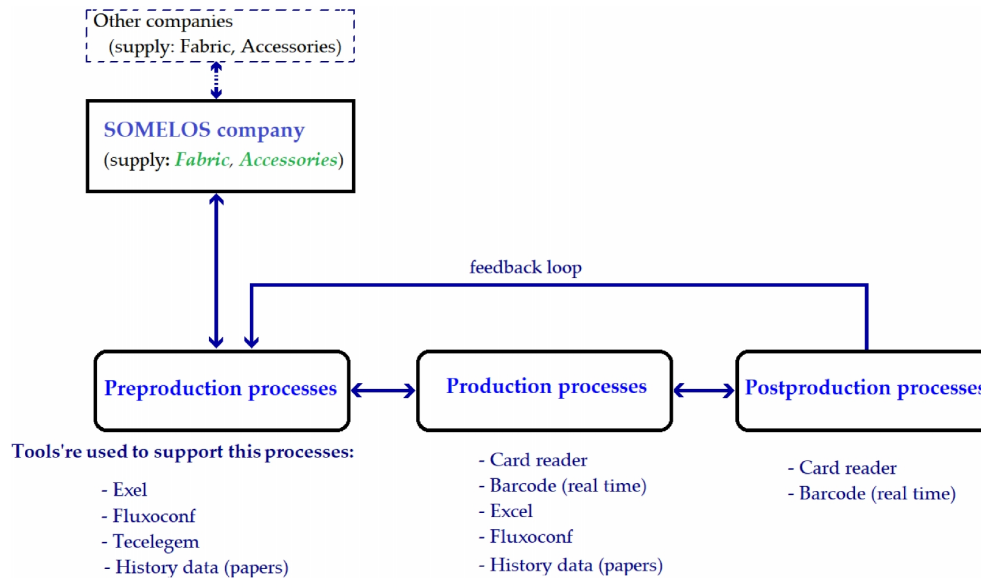 Other companies
(supply: Fabric, Accessories)
SOMELOS company
(supply: Fabric, Accessories)
feedback loop
Preproduction processes
Production processes
Postproduction processes
Tools're used to support this processes:
- Exel
- Fluxoconf
- Tecelegem
- History data (papers)
- Card reader
- Barcode (real time)
- Excel
- Fluxoconf
- History data (papers)
- Card reader
- Barcode (real time)